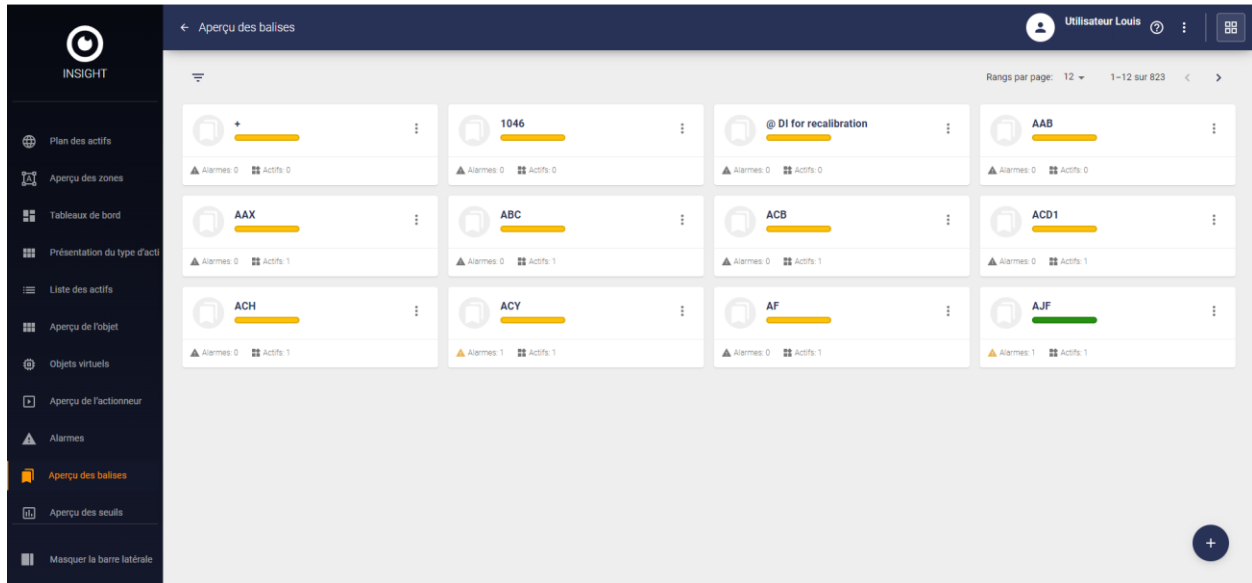 INSIGHT
Plan des actifs
Aperçu des zones
Tableaux de bord
Présentation du type d'acti
Liste des actifs
Aperçu de l'objet
Objets virtuels
Aperçu de l'actionneur
Alarmes
Aperçu des balises
Aperçu des seuils
Masquer la barre latérale
← Aperçu des balises
Utilisateur Louis
Rangs par page: 12
1–12 sur 823
+
Alarmes: 0 Actifs: 0
1046
Alarmes: 0 Actifs: 0
@ DI for recalibration
Alarmes: 0 Actifs: 0
AAB
Alarmes: 0 Actifs: 0
AAX
Alarmes: 0 Actifs: 1
ABC
Alarmes: 0 Actifs: 1
ACB
Alarmes: 0 Actifs: 1
ACD1
Alarmes: 0 Actifs: 1
ACH
Alarmes: 0 Actifs: 1
ACY
Alarmes: 1 Actifs: 1
AF
Alarmes: 0 Actifs: 1
AJF
Alarmes: 1 Actifs: 1
+